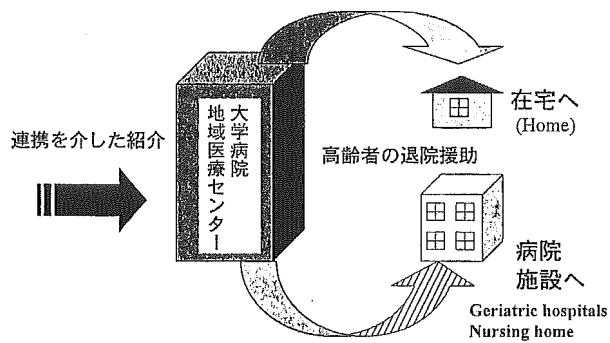 連携を介した紹介
大学病院
地域医療センター
高齢者の退院援助
在宅へ
(Home)
病院
施設へ
Geriatric hospitals
Nursing home